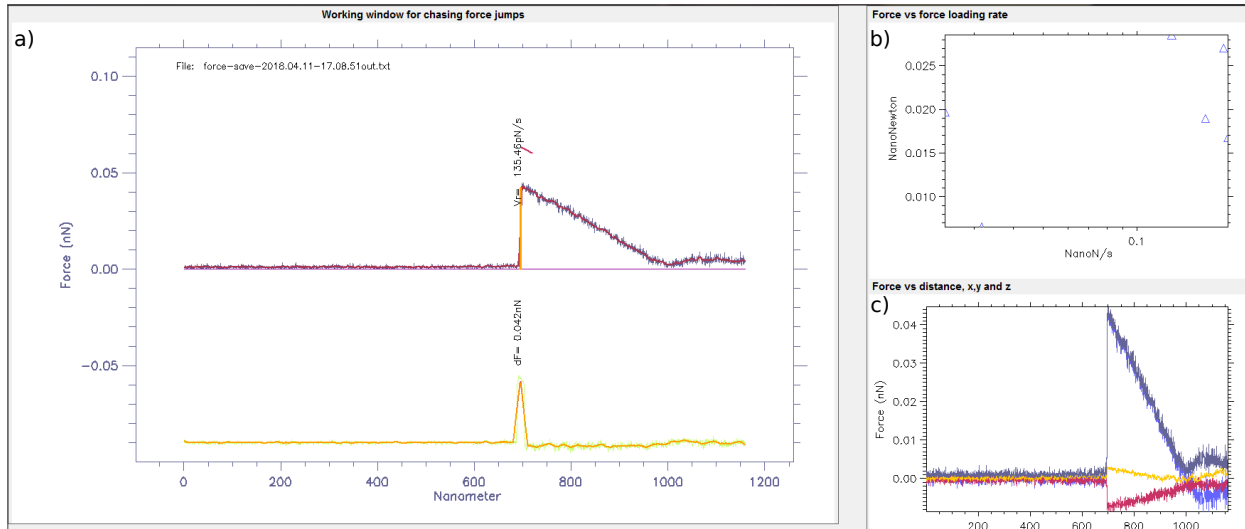 Working window for chasing force jumps
a)
File: force-save-2018.04.11-17.08.51out.txt
0.10
0.05
0.00
−0.05
Force (nN)
Vr= 135.46pN/s
dF= 0.042nN
0 200 400 600 800 1000 1200
Nanometer
Force vs force loading rate
b)
0.025
0.020
0.015
0.010
NanoNewton
0.1
NanoN/s
Force vs distance, x,y and z
c)
0.04
0.03
0.02
0.01
0.00
Force (nN)
200 400 600 800 1000